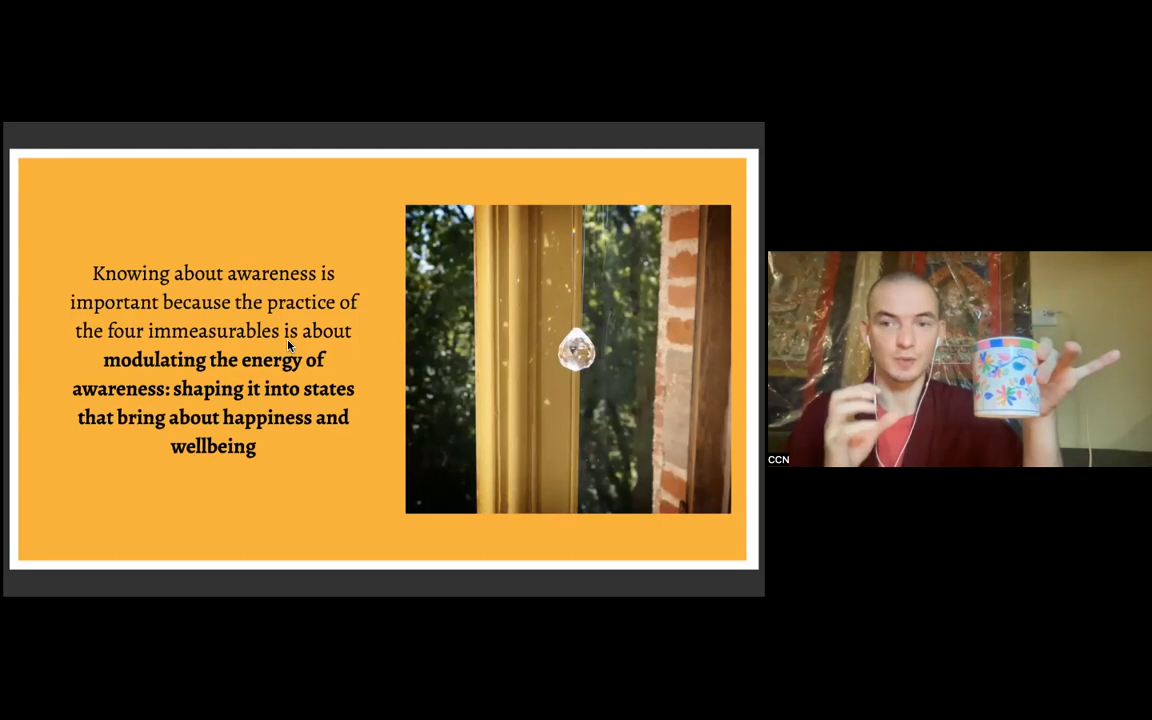 Knowing about awareness is
important because the practice of
the four immeasurables is about
modulating the energy of
awareness: shaping it into states
that bring about happiness and
wellbeing
CCN